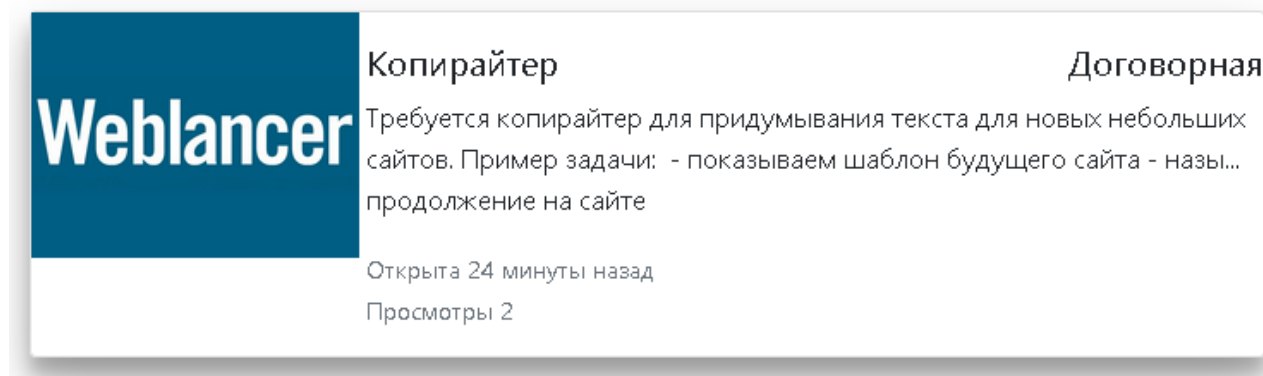 Weblancer
Копирайтер
Договорная
Требуется копирайтер для придумывания текста для новых небольших
сайтов. Пример задачи:  - показываем шаблон будущего сайта - назы...
продолжение на сайте
Открыта 24 минуты назад
Просмотры 2